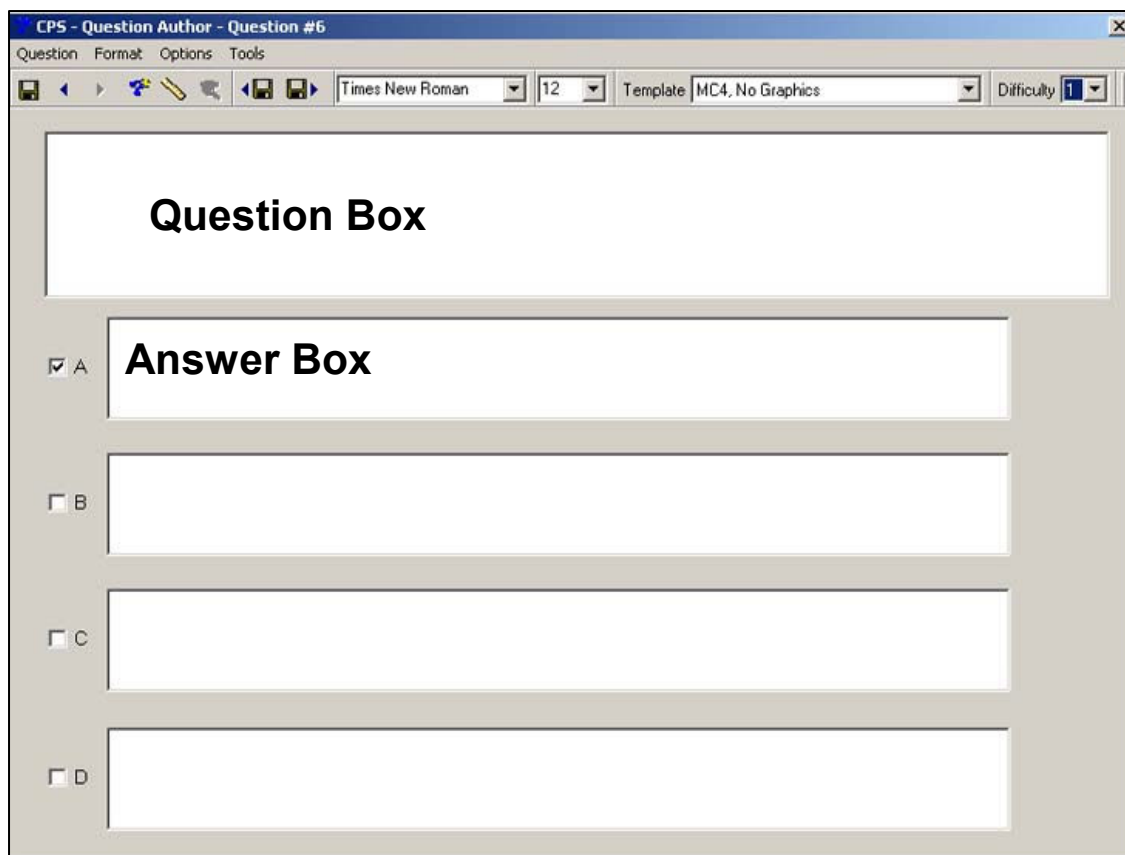 CPS - Question Author - Question #6
Question Format Options Tools
Times New Roman 12 Template MC4, No Graphics Difficulty 1
Question Box
A Answer Box
B
C
D